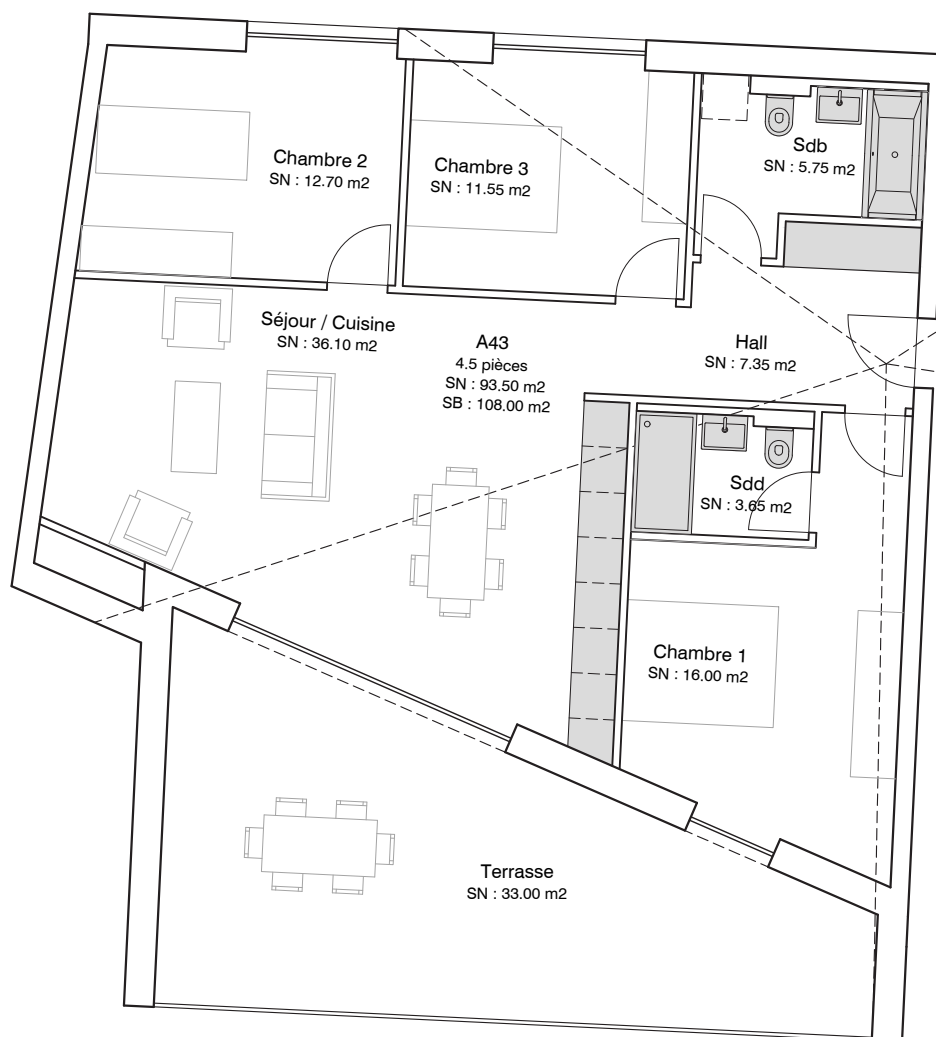 Chambre 2
SN : 12.70 m2
Chambre 3
SN : 11.55 m2
Sdb
SN : 5.75 m2
Séjour / Cuisine
SN : 36.10 m2
A43
4.5 pièces
SN : 93.50 m2
SB : 108.00 m2
Hall
SN : 7.35 m2
Sdd
SN : 3.65 m2
Chambre 1
SN : 16.00 m2
Terrasse
SN : 33.00 m2